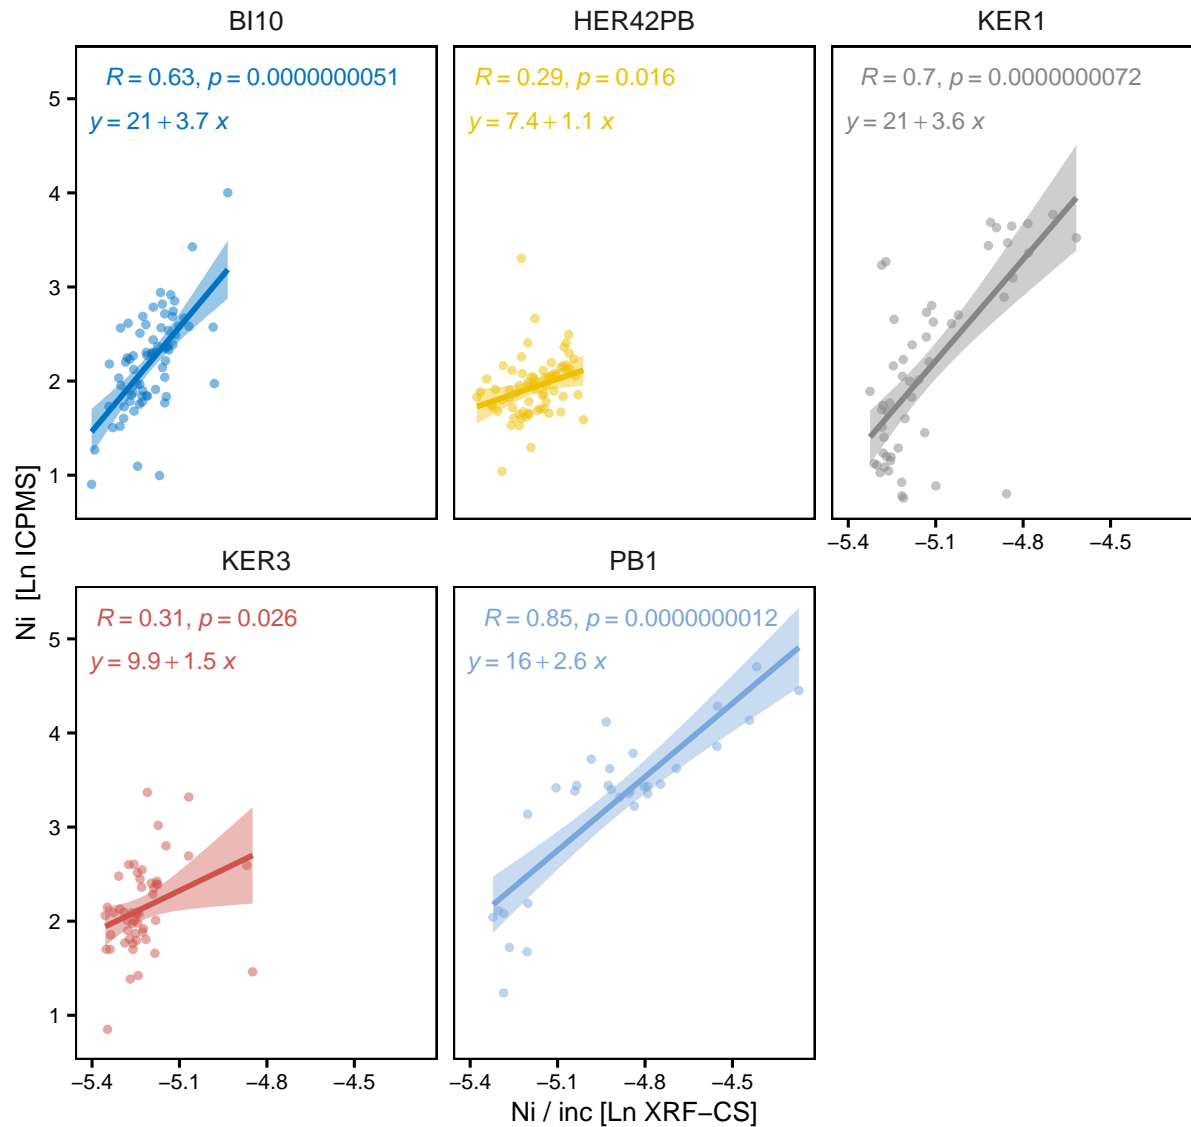 BI10 HER42PB KER1
R = 0.63, p = 0.0000000051
y = 21 + 3.7 x
R = 0.29, p = 0.016
y = 7.4 + 1.1 x
R = 0.7, p = 0.0000000072
y = 21 + 3.6 x
5
4
3
2
1
−5.4 −5.1 −4.8 −4.5
KER3 PB1
R = 0.31, p = 0.026
y = 9.9 + 1.5 x
R = 0.85, p = 0.0000000012
y = 16 + 2.6 x
5
4
3
2
1
−5.4 −5.1 −4.8 −4.5
−5.4 −5.1 −4.8 −4.5
Ni [Ln ICPMS]
Ni / inc [Ln XRF−CS]